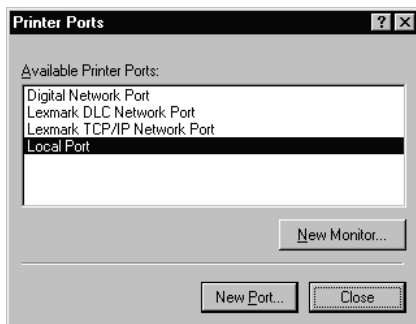 Printer Ports
Available Printer Ports:
Digital Network Port
Lexmark DLC Network Port
Lexmark TCP/IP Network Port
Local Port
New Monitor...
New Port... Close